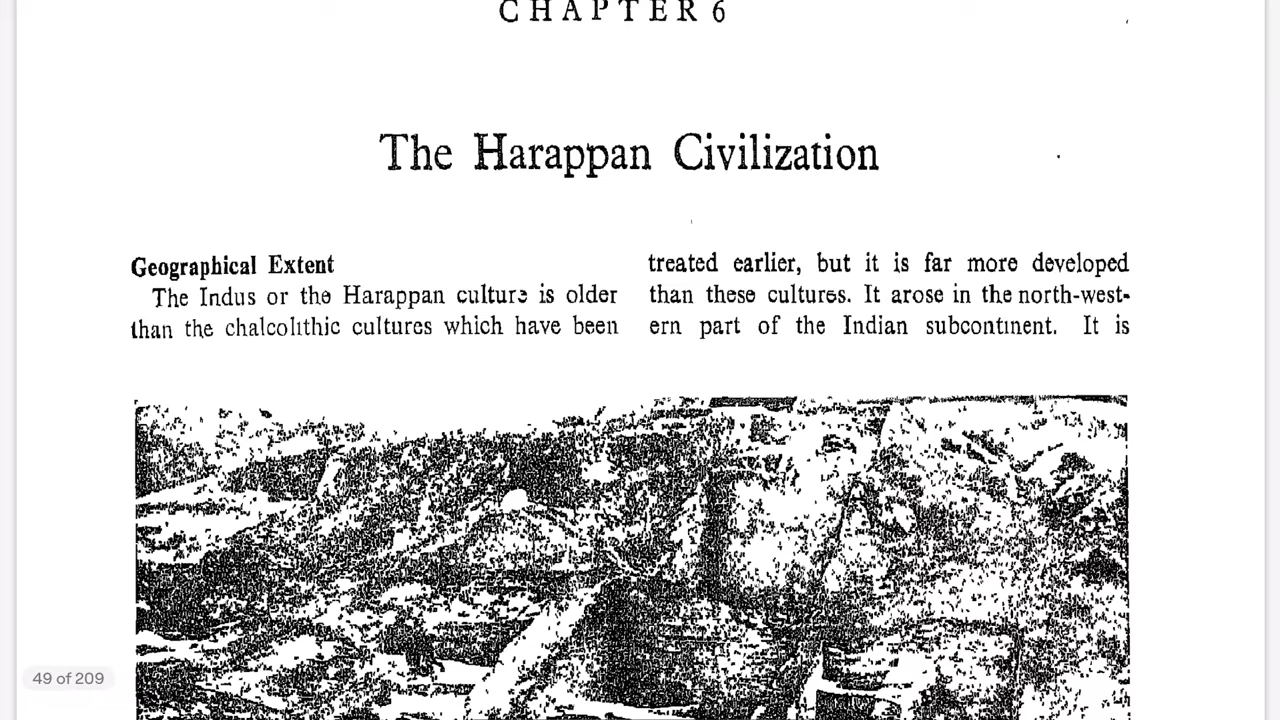 CHAPTER 6
The Harappan Civilization
Geographical Extent
The Indus or the Harappan culture is older
than the chalcolithic cultures which have been
treated earlier, but it is far more developed
than these cultures. It arose in the north-west-
ern part of the Indian subcontinent. It is
49 of 209